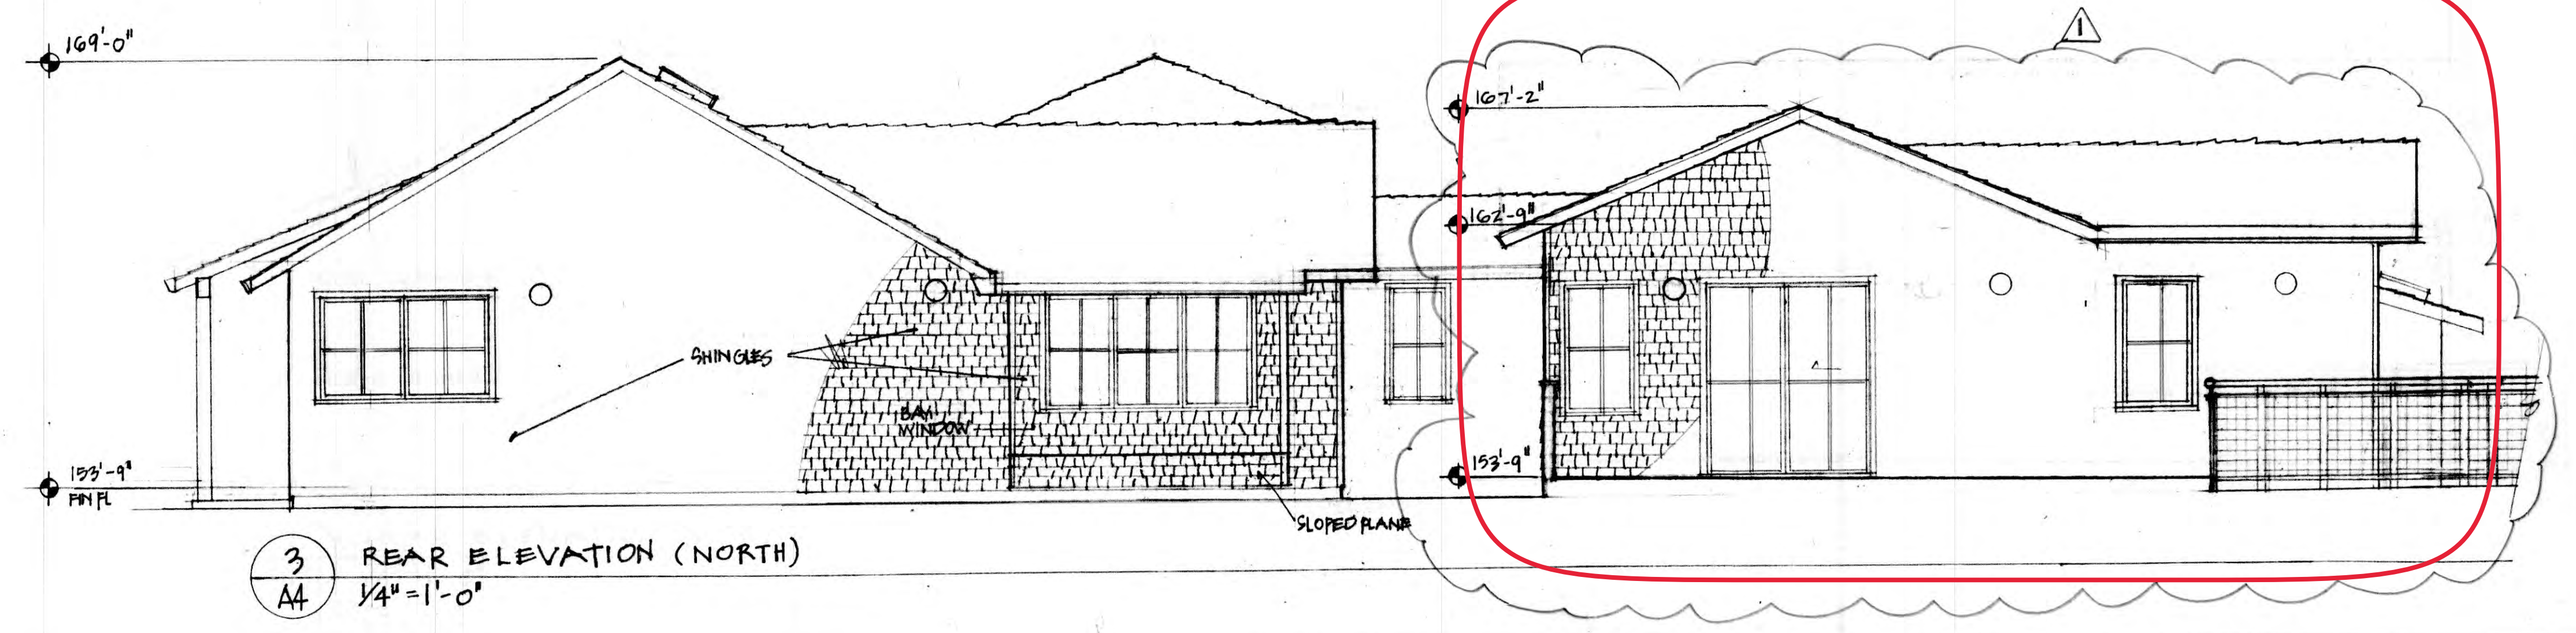 169'-0"
1
167'-2"
162'-9"
SHINGLES
BAY
WINDOW
153'-9"
FIN FL
153'-9"
SLOPED PLANE
3
A4
REAR ELEVATION (NORTH)
1/4" = 1'-0"